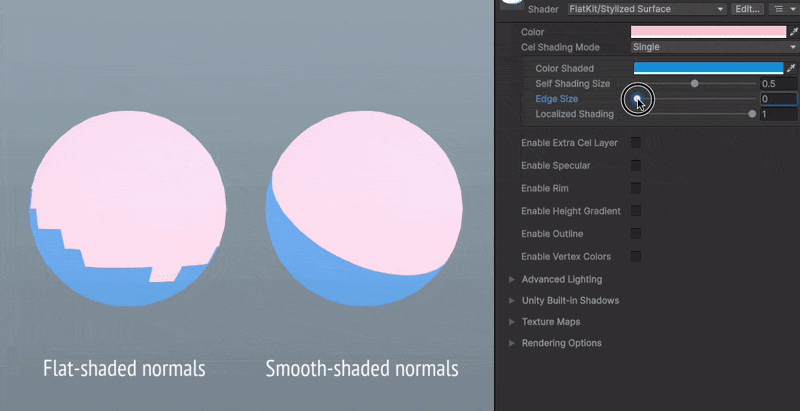 Shader FlatKit/Stylized Surface Edit...
Color
Cel Shading Mode Single
Color Shaded
Self Shading Size 0.5
Edge Size 0
Localized Shading 1
Enable Extra Cel Layer
Enable Specular
Enable Rim
Enable Height Gradient
Enable Outline
Enable Vertex Colors
Advanced Lighting
Unity Built-in Shadows
Texture Maps
Rendering Options
Flat-shaded normals
Smooth-shaded normals